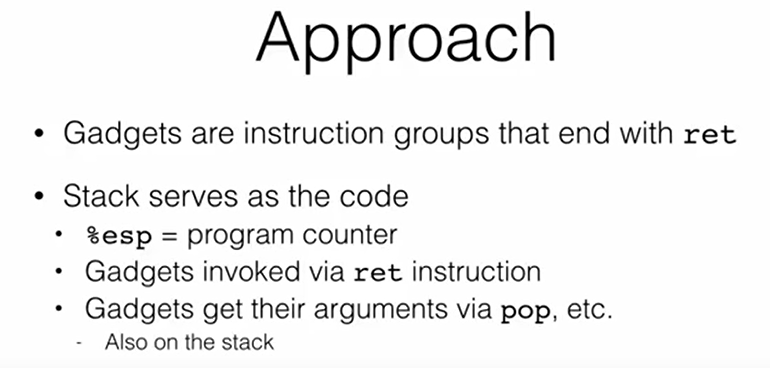 Approach
• Gadgets are instruction groups that end with ret
• Stack serves as the code
• %esp = program counter
• Gadgets invoked via ret instruction
• Gadgets get their arguments via pop, etc.
- Also on the stack